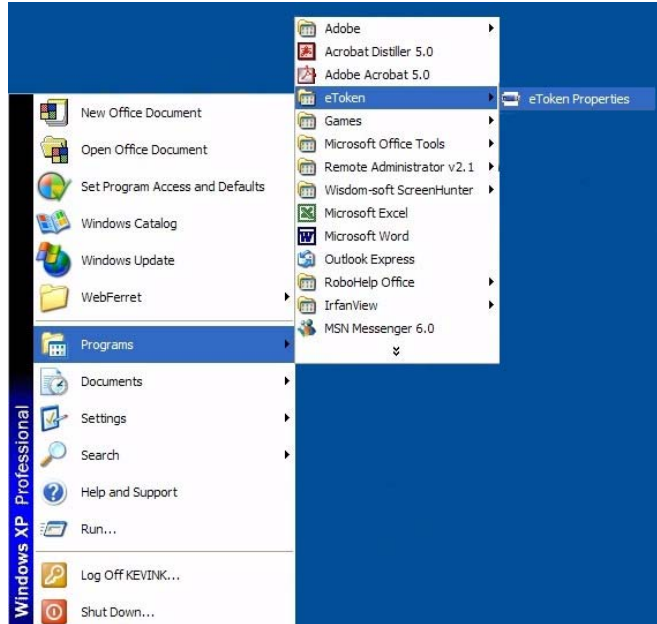 Adobe
Acrobat Distiller 5.0
Adobe Acrobat 5.0
eToken
eToken Properties
Games
Microsoft Office Tools
Remote Administrator v2.1
Wisdom-soft ScreenHunter
Microsoft Excel
Microsoft Word
Outlook Express
RoboHelp Office
IrfanView
MSN Messenger 6.0
New Office Document
Open Office Document
Set Program Access and Defaults
Windows Catalog
Windows Update
WebFerret
Programs
Documents
Settings
Search
Help and Support
Run...
Log Off KEVINK...
Shut Down...
Windows XP Professional